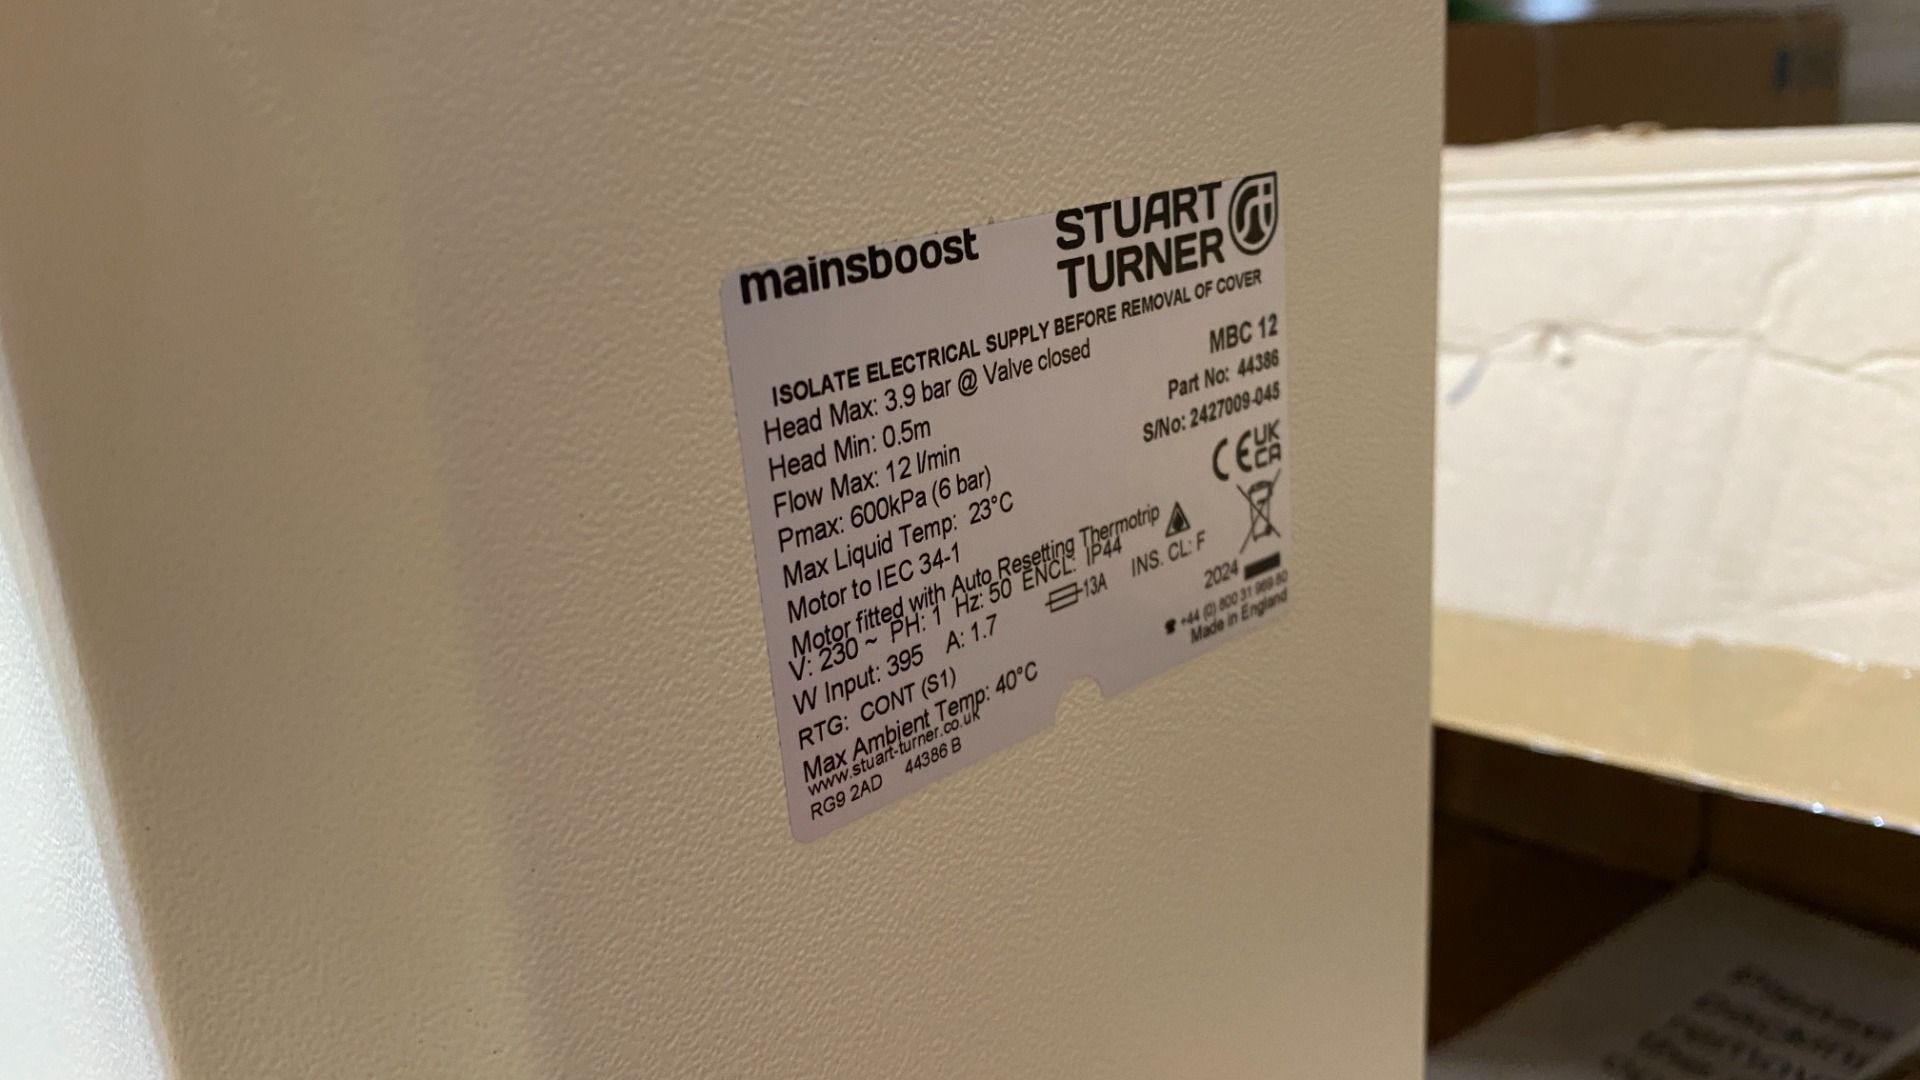 mainsboost
STUART
TURNER
ISOLATE ELECTRICAL SUPPLY BEFORE REMOVAL OF COVER
Head Max: 3.9 bar @ Valve closed
MBC 12
Head Min: 0.5m
Part No: 44386
Flow Max: 12 l/min
S/No: 2427009-045
Pmax: 600kPa (6 bar)
CE UK CA
Max Liquid Temp: 23°C
Motor to IEC 34-1
Motor fitted with Auto Resetting Thermotrip
V: 230 ~ PH: 1 Hz: 50 ENCL: IP44
W Input: 395 A: 1.7 13A INS. CL: F
2024
RTG: CONT (S1)
+44 (0) 800 31 969 80
Made in England
Max Ambient Temp: 40°C
www.stuart-turner.co.uk
RG9 2AD 44386 B